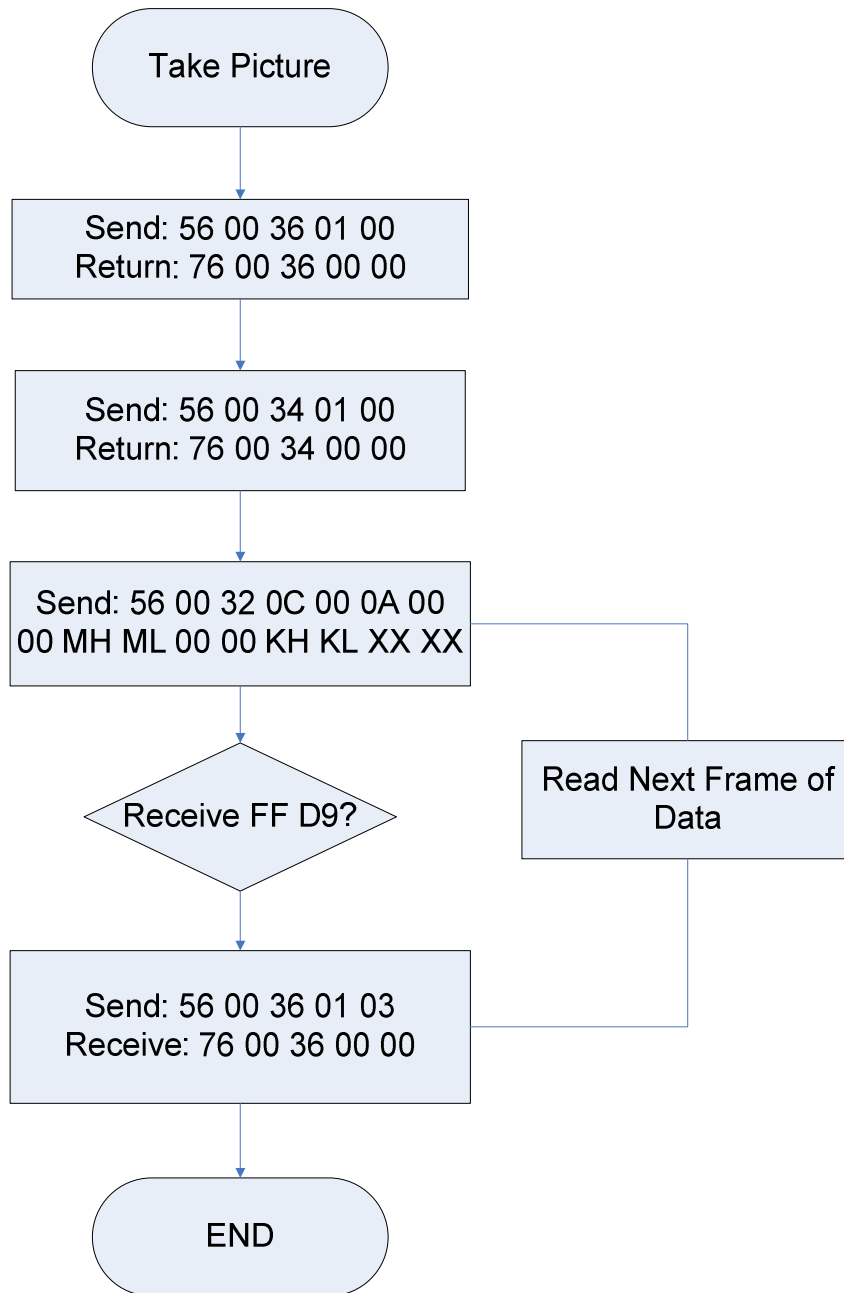 Take Picture
Send: 56 00 36 01 00
Return: 76 00 36 00 00
Send: 56 00 34 01 00
Return: 76 00 34 00 00
Send: 56 00 32 0C 00 0A 00
00 MH ML 00 00 KH KL XX XX
Receive FF D9?
Read Next Frame of
Data
Send: 56 00 36 01 03
Receive: 76 00 36 00 00
END